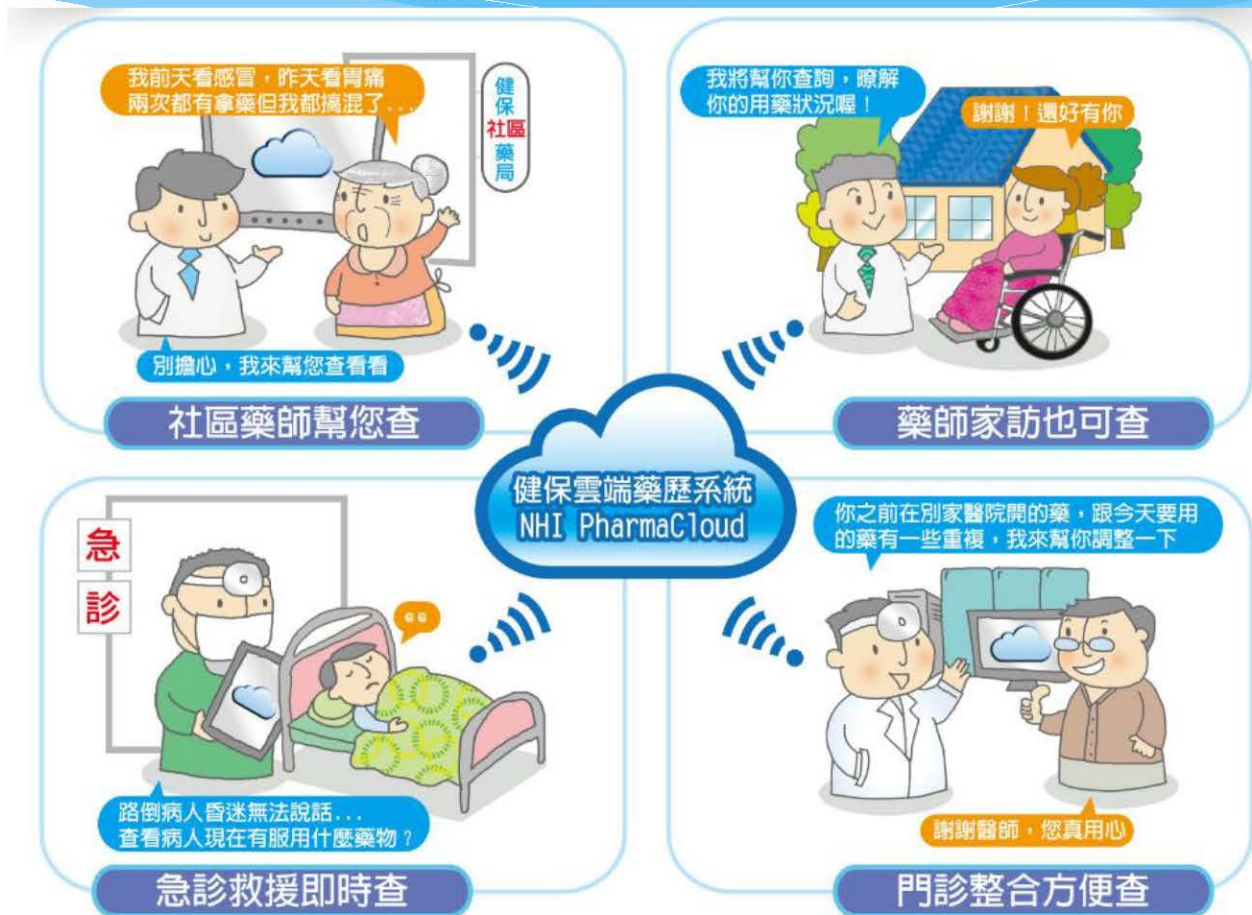 我前天看感冒，昨天看胃痛
兩次都有拿藥但我都搞混了...
健保社區藥局
別擔心，我來幫您查看看
社區藥師幫您查
我將幫你查詢，瞭解
你的用藥狀況喔！
謝謝！還好有你
藥師家訪也可查
健保雲端藥歷系統
NHI PharmaCloud
急診
路倒病人昏迷無法說話...
查看病人現在有服用什麼藥物？
急診救援即時查
你之前在別家醫院開的藥，跟今天要用
的藥有一些重複，我來幫你調整一下
謝謝醫師，您真用心
門診整合方便查